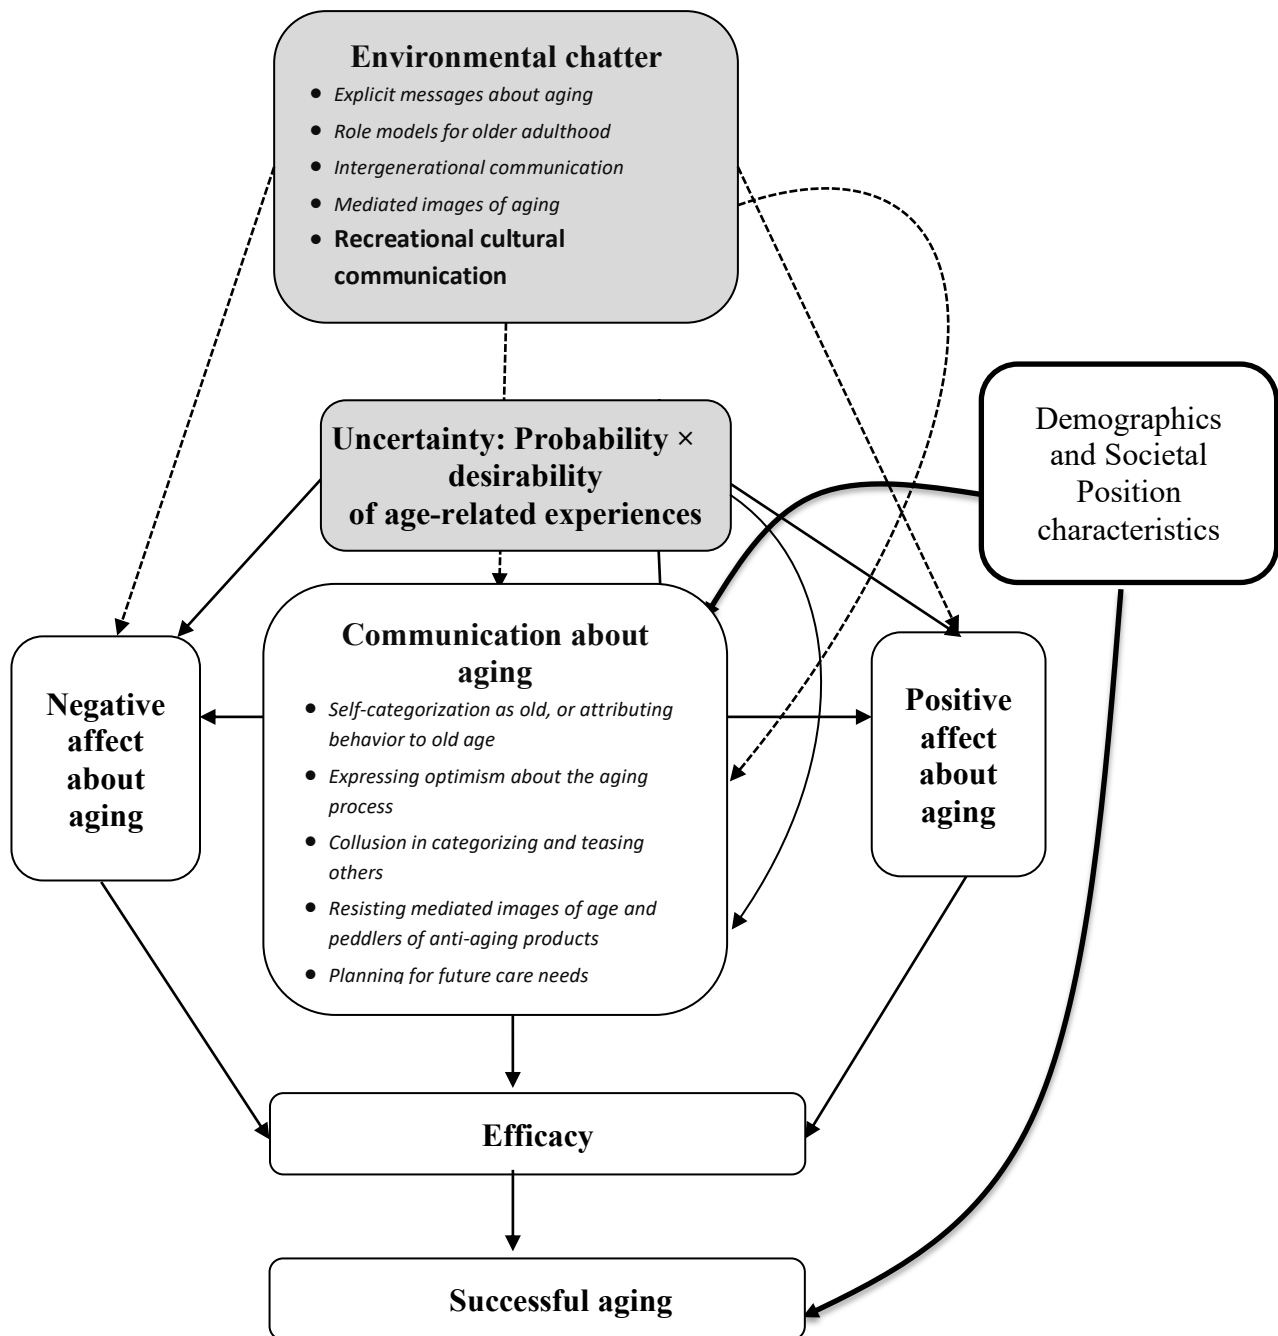 Environmental chatter
• Explicit messages about aging
• Role models for older adulthood
• Intergenerational communication
• Mediated images of aging
• Recreational cultural
communication
Uncertainty: Probability ×
desirability
of age-related experiences
Demographics
and Societal
Position
characteristics
Communication about
aging
• Self-categorization as old, or attributing
behavior to old age
• Expressing optimism about the aging
process
• Collusion in categorizing and teasing
others
• Resisting mediated images of age and
peddlers of anti-aging products
• Planning for future care needs
Negative
affect
about
aging
Positive
affect
about
aging
Efficacy
Successful aging